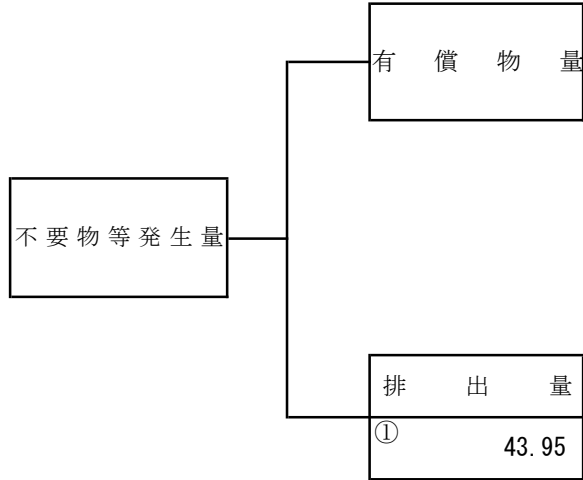 有償物量
不要物等発生量
排出量
①
43.95